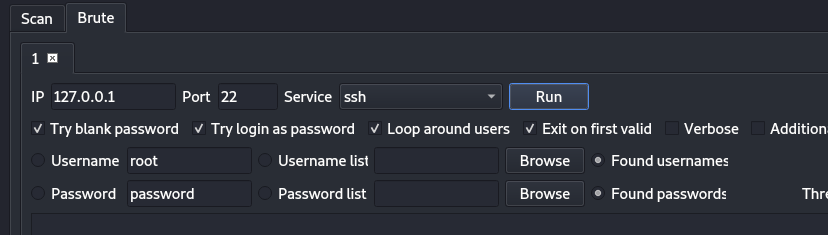 Scan Brute
1
IP 127.0.0.1 Port 22 Service ssh Run
Try blank password Try login as password Loop around users Exit on first valid Verbose Additiona
Username root Username list Browse Found usernames
Password password Password list Browse Found passwords Thre